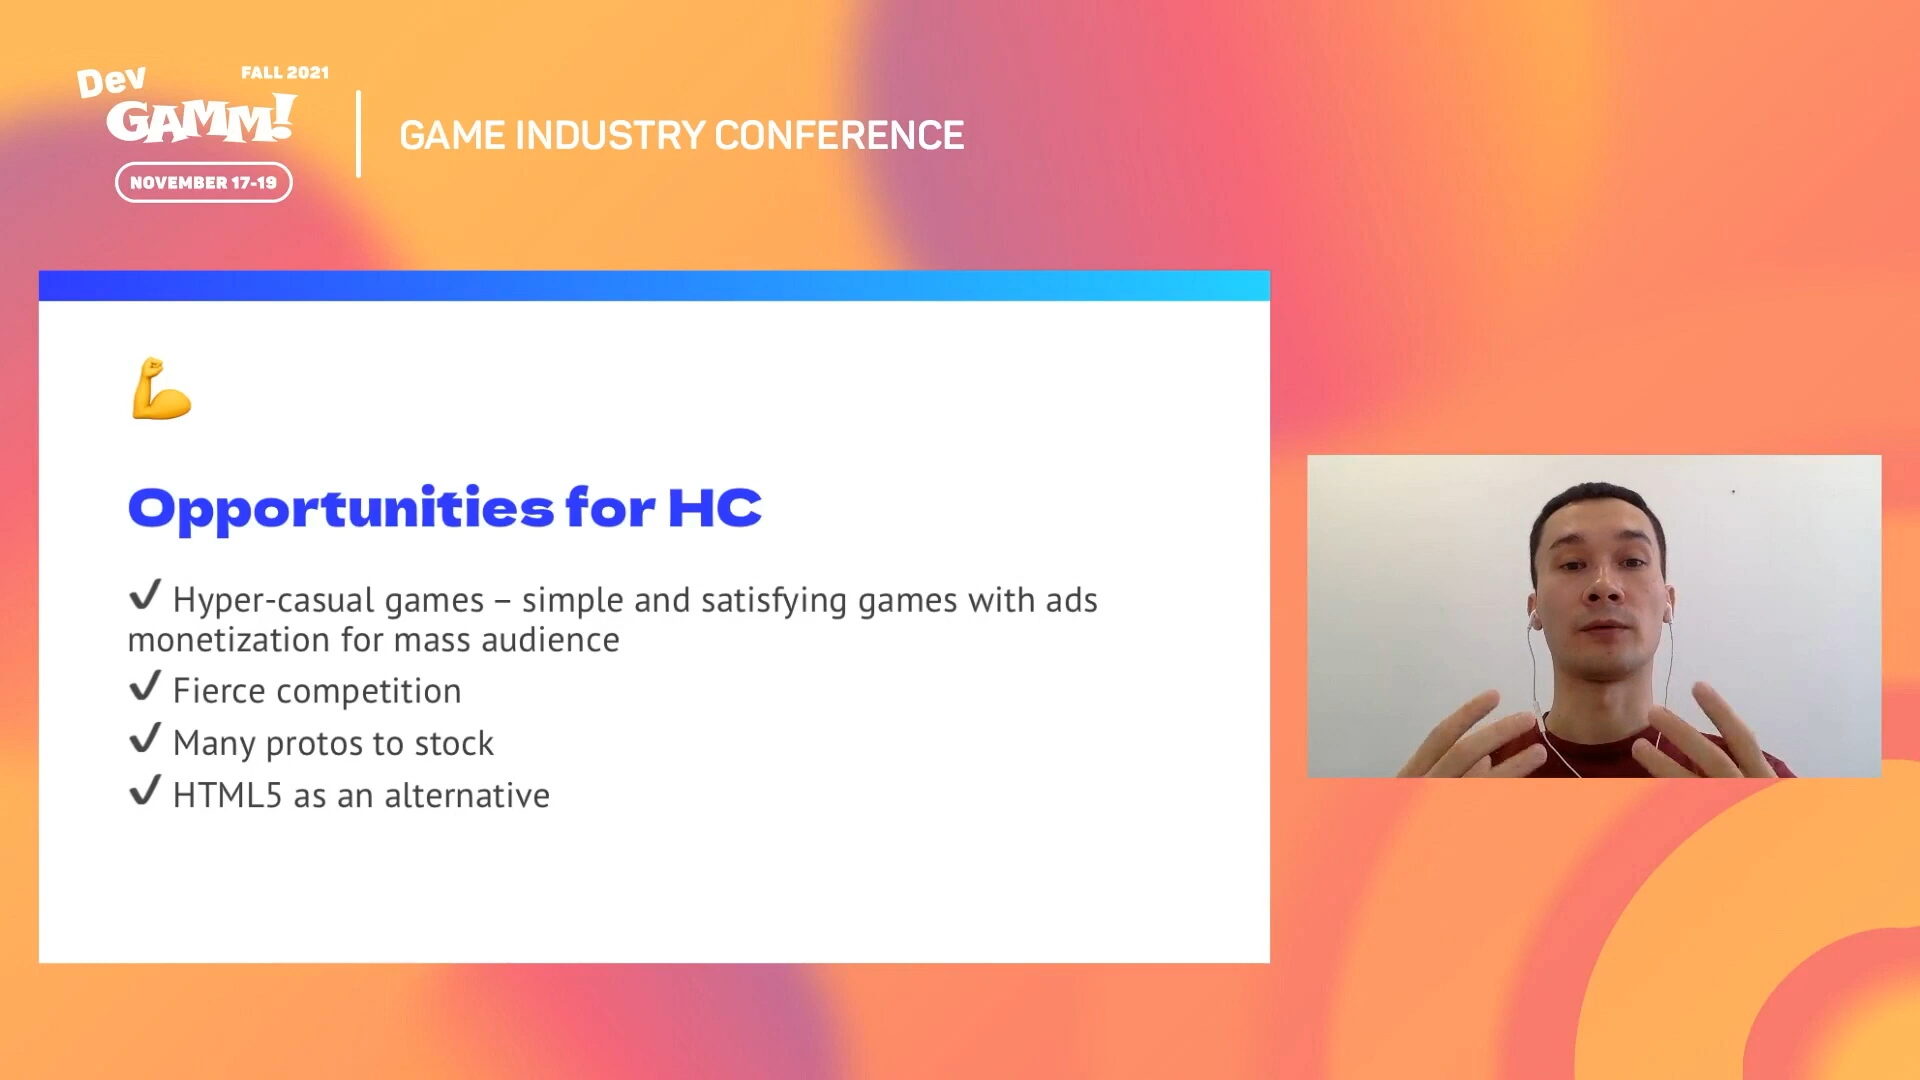 Dev
FALL 2021
GAMM!
NOVEMBER 17-19
GAME INDUSTRY CONFERENCE
Opportunities for HC
✔ Hyper-casual games – simple and satisfying games with ads
monetization for mass audience
✔ Fierce competition
✔ Many protos to stock
✔ HTML5 as an alternative